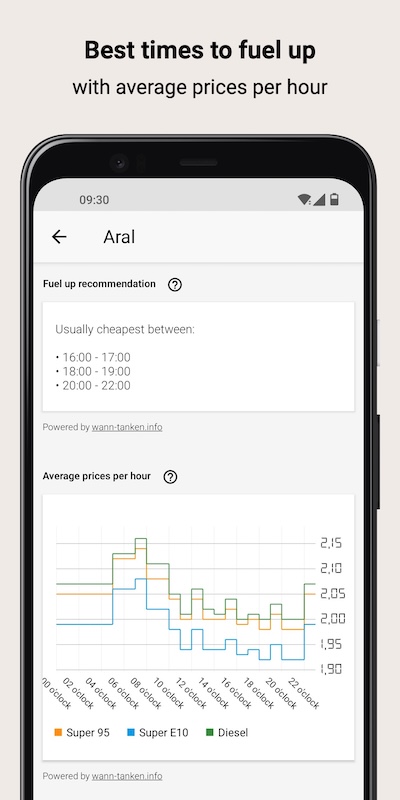 Best times to fuel up
with average prices per hour
09:30
Aral
Fuel up recommendation
Usually cheapest between:
• 16:00 - 17:00
• 18:00 - 19:00
• 20:00 - 22:00
Powered by wann-tanken.info
Average prices per hour
2,15
2,10
2,05
2,00
1,95
1,90
00 o'clock
02 o'clock
04 o'clock
06 o'clock
08 o'clock
10 o'clock
12 o'clock
14 o'clock
16 o'clock
18 o'clock
20 o'clock
22 o'clock
Super 95 Super E10 Diesel
Powered by wann-tanken.info